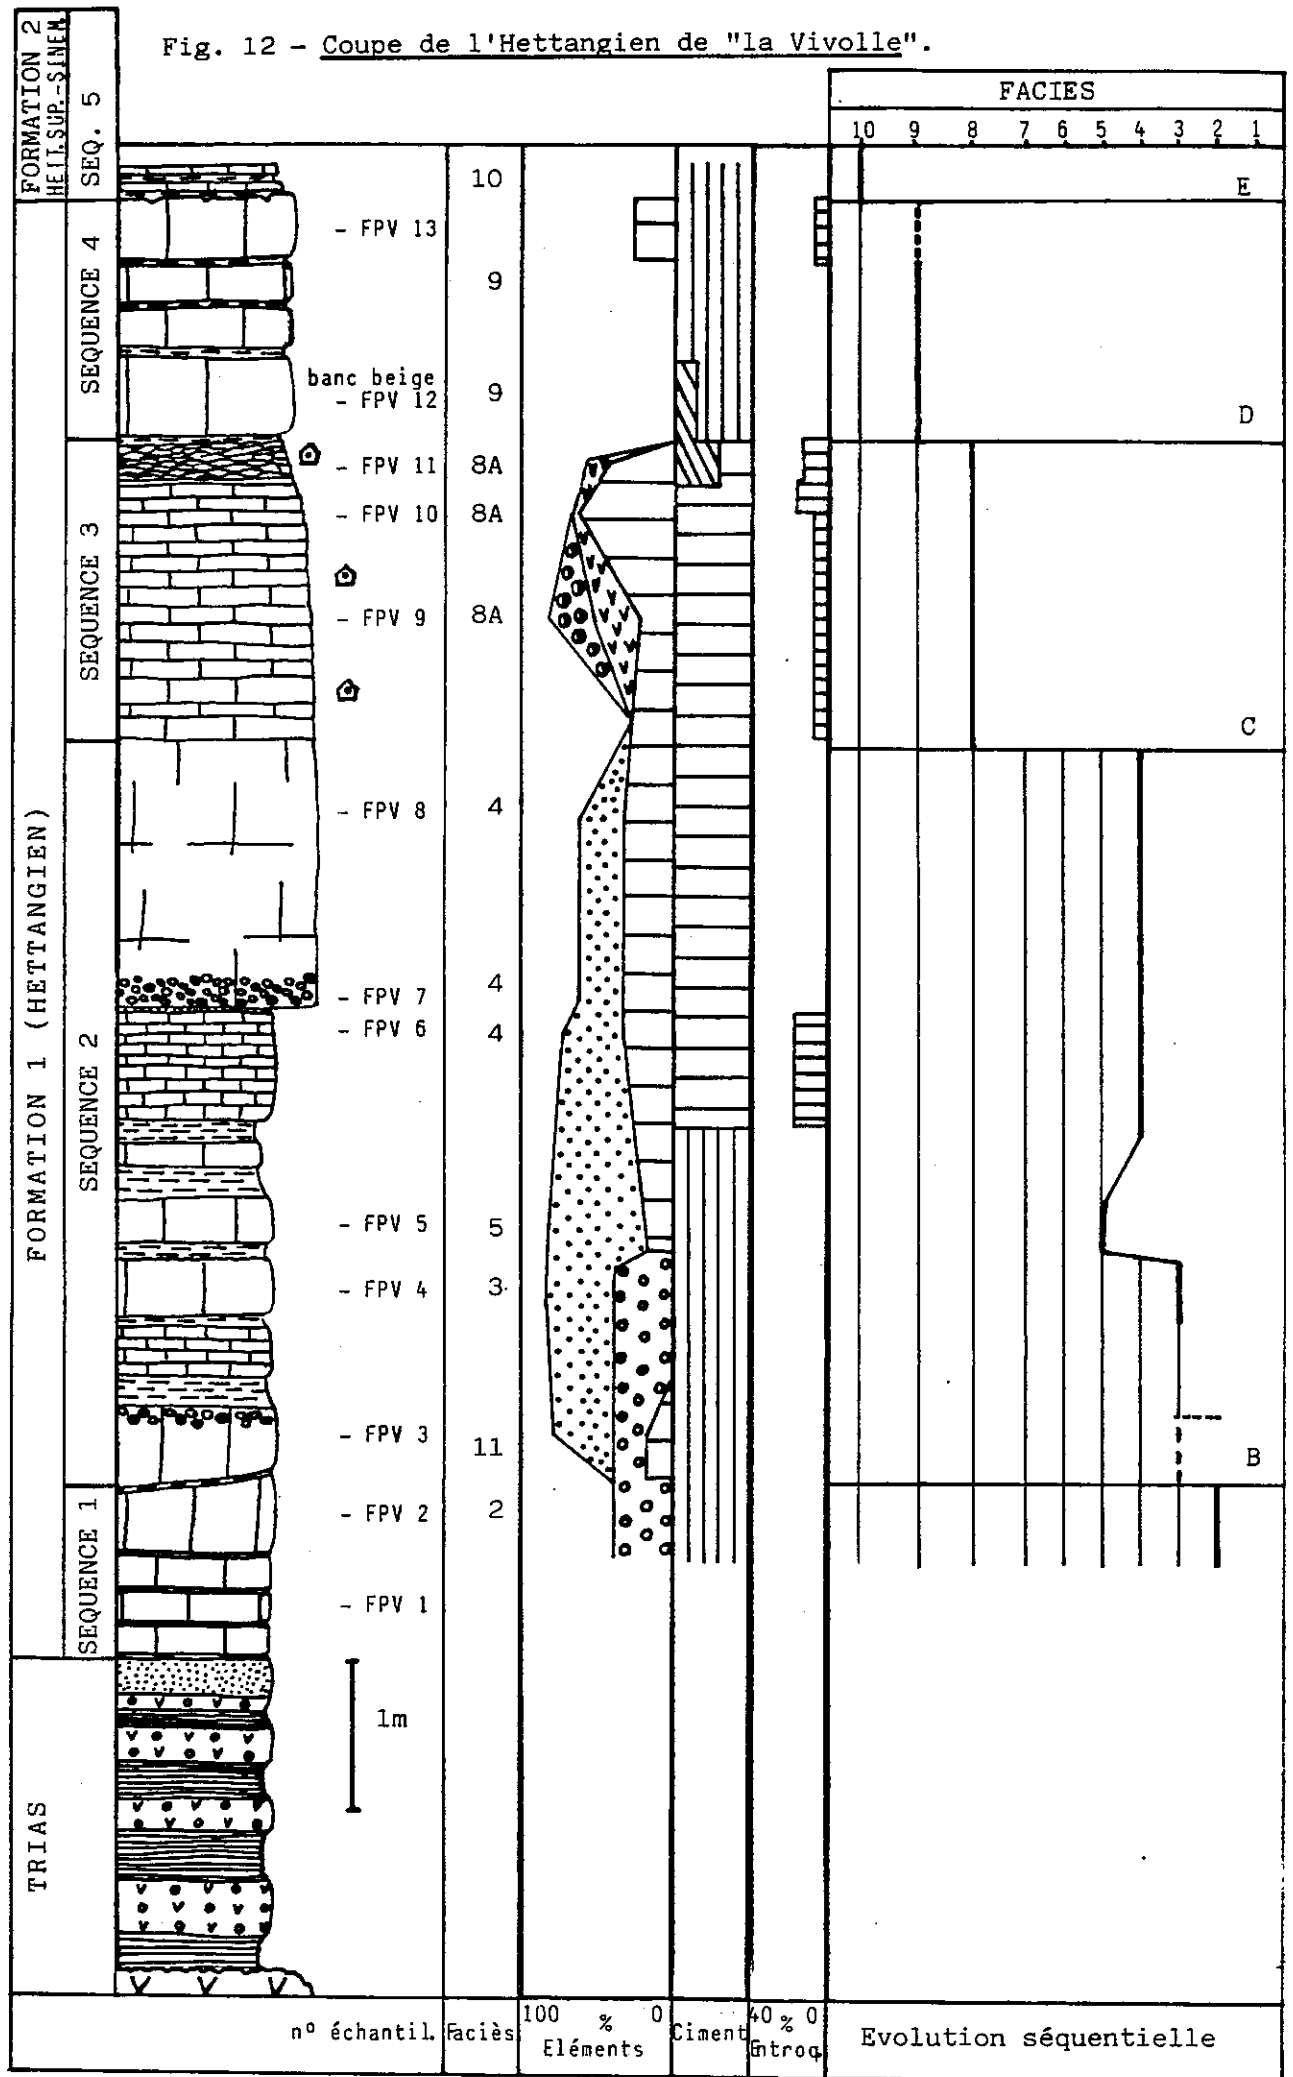 Fig. 12 - Coupe de l'Hettangien de "la Vivolle".
FORMATION 2
HETT.SUP.-SINEM.
SEQ. 5
FACIES
10 9 8 7 6 5 4 3 2 1
10
E
- FPV 13
SEQUENCE 4
9
banc beige
- FPV 12
9
D
- FPV 11
8A
- FPV 10
8A
SEQUENCE 3
- FPV 9
8A
C
FORMATION 1 (HETTANGIEN)
- FPV 8
4
4
- FPV 7
- FPV 6
4
SEQUENCE 2
- FPV 5
5
- FPV 4
3
- FPV 3
11
B
SEQUENCE 1
- FPV 2
2
- FPV 1
1m
TRIAS
nº échantil.
Faciès
100 % 0
Eléments
Ciment
40 % 0
Entroq.
Evolution séquentielle